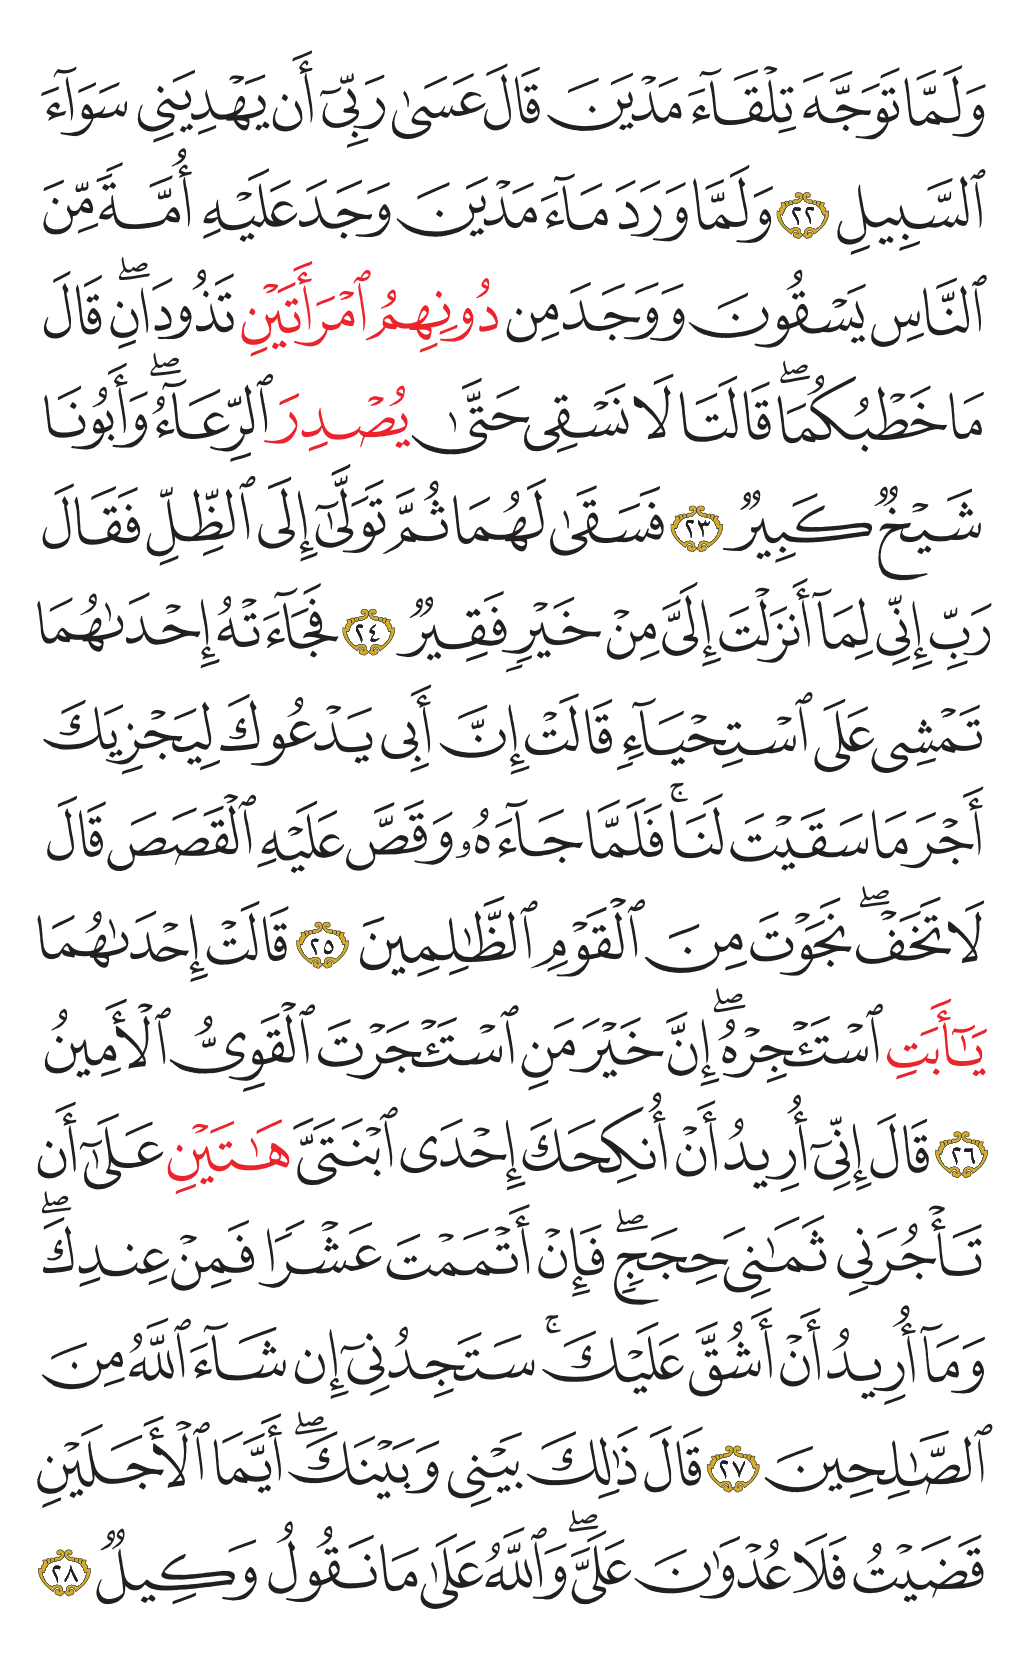 وَلَمَّا تَوَجَّهَ تِلْقَآءَ مَدْيَنَ قَالَ عَسَىٰ رَبِّىٓ أَن يَهْدِيَنِى سَوَآءَ
ٱلسَّبِيلِ ٢٢ وَلَمَّا وَرَدَ مَآءَ مَدْيَنَ وَجَدَ عَلَيْهِ أُمَّةً مِّنَ
ٱلنَّاسِ يَسْقُونَ وَوَجَدَ مِن دُونِهِمُ ٱمْرَأَتَيْنِ تَذُودَانِۖ قَالَ
مَا خَطْبُكُمَاۖ قَالَتَا لَا نَسْقِى حَتَّىٰ يُصْدِرَ ٱلرِّعَآءُۖ وَأَبُونَا
شَيْخٌ كَبِيرٌ ٢٣ فَسَقَىٰ لَهُمَا ثُمَّ تَوَلَّىٰٓ إِلَى ٱلظِّلِّ فَقَالَ
رَبِّ إِنِّى لِمَآ أَنزَلْتَ إِلَىَّ مِنْ خَيْرٍ فَقِيرٌ ٢٤ فَجَآءَتْهُ إِحْدَىٰهُمَا
تَمْشِى عَلَى ٱسْتِحْيَآءٍ قَالَتْ إِنَّ أَبِى يَدْعُوكَ لِيَجْزِيَكَ
أَجْرَ مَا سَقَيْتَ لَنَاۚ فَلَمَّا جَآءَهُۥ وَقَصَّ عَلَيْهِ ٱلْقَصَصَ قَالَ
لَا تَخَفْۖ نَجَوْتَ مِنَ ٱلْقَوْمِ ٱلظَّٰلِمِينَ ٢٥ قَالَتْ إِحْدَىٰهُمَا
يَٰٓأَبَتِ ٱسْتَـْٔجِرْهُۖ إِنَّ خَيْرَ مَنِ ٱسْتَـْٔجَرْتَ ٱلْقَوِىُّ ٱلْأَمِينُ
٢٦ قَالَ إِنِّىٓ أُرِيدُ أَنْ أُنكِحَكَ إِحْدَى ٱبْنَتَىَّ هَٰتَيْنِ عَلَىٰٓ أَن
تَأْجُرَنِى ثَمَٰنِىَ حِجَجٍۖ فَإِنْ أَتْمَمْتَ عَشْرًا فَمِنْ عِندِكَۖ
وَمَآ أُرِيدُ أَنْ أَشُقَّ عَلَيْكَۚ سَتَجِدُنِىٓ إِن شَآءَ ٱللَّهُ مِنَ
ٱلصَّٰلِحِينَ ٢٧ قَالَ ذَٰلِكَ بَيْنِى وَبَيْنَكَۖ أَيَّمَا ٱلْأَجَلَيْنِ
قَضَيْتُ فَلَا عُدْوَٰنَ عَلَىَّۖ وَٱللَّهُ عَلَىٰ مَا نَقُولُ وَكِيلٌ ٢٨